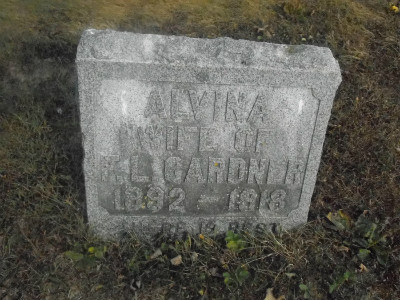 ALVINA
WIFE OF
F.L. GARDNER
1892 - 1918